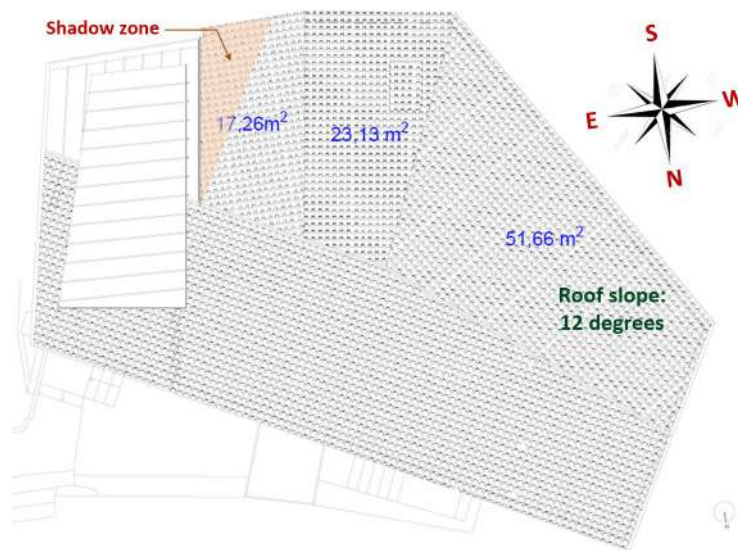 Shadow zone
S
W
E
N
17,26m²
23,13 m²
51,66 m²
Roof slope:
12 degrees